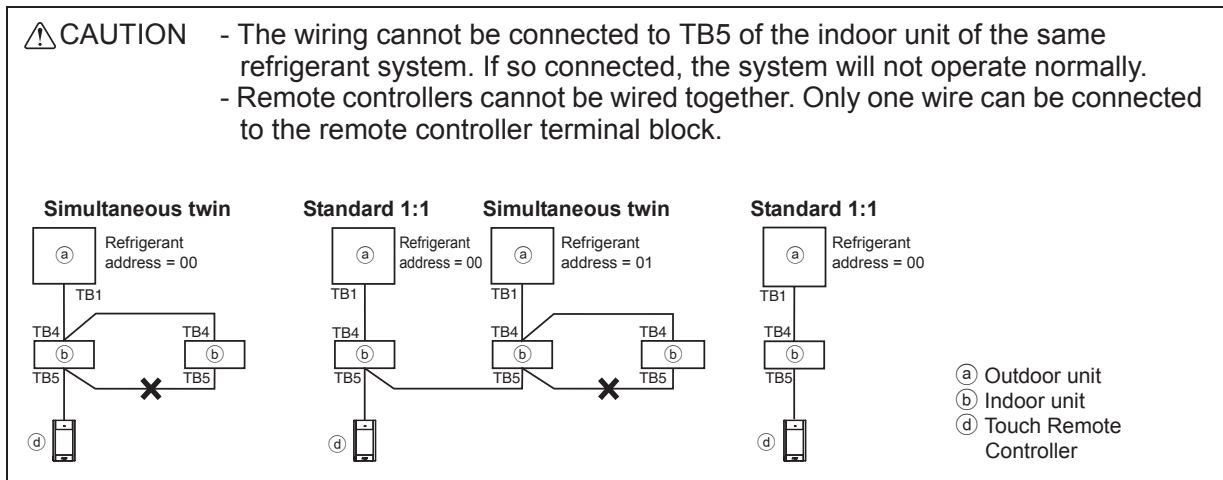 ⚠CAUTION - The wiring cannot be connected to TB5 of the indoor unit of the same
refrigerant system. If so connected, the system will not operate normally.
- Remote controllers cannot be wired together. Only one wire can be connected
to the remote controller terminal block.
Simultaneous twin
ⓐ
Refrigerant
address = 00
TB1
TB4
TB4
ⓑ
ⓑ
TB5
TB5
ⓓ
Standard 1:1
ⓐ
Refrigerant
address = 00
TB1
TB4
ⓑ
TB5
ⓓ
Simultaneous twin
ⓐ
Refrigerant
address = 01
TB1
TB4
TB4
ⓑ
ⓑ
TB5
TB5
Standard 1:1
ⓐ
Refrigerant
address = 00
TB1
TB4
ⓑ
TB5
ⓓ
ⓐ Outdoor unit
ⓑ Indoor unit
ⓓ Touch Remote
Controller